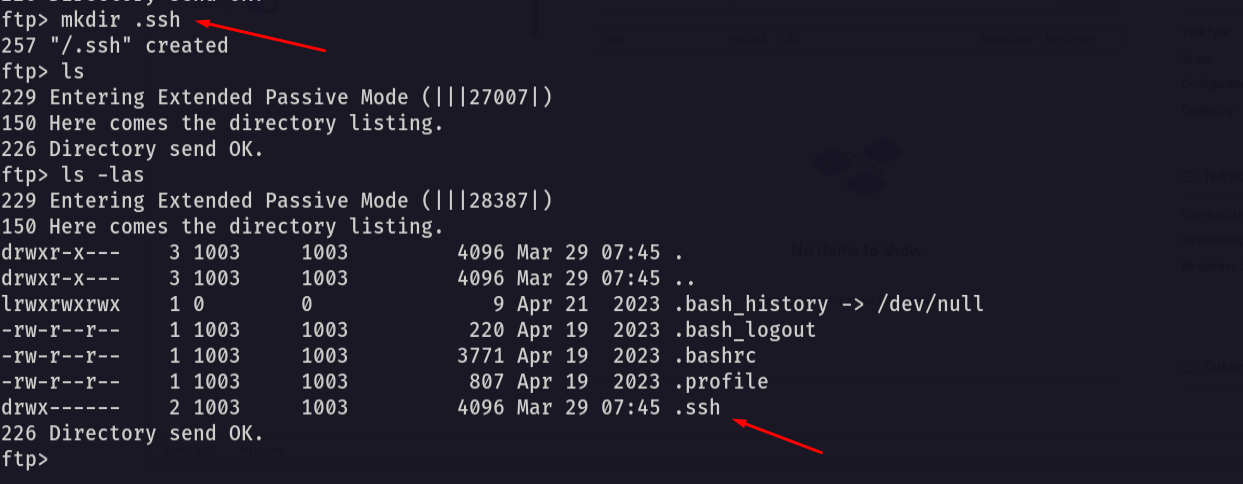 ftp> mkdir .ssh
257 "/.ssh" created
ftp> ls
229 Entering Extended Passive Mode (|||27007|)
150 Here comes the directory listing.
226 Directory send OK.
ftp> ls -las
229 Entering Extended Passive Mode (|||28387|)
150 Here comes the directory listing.
drwxr-x--- 3 1003 1003 4096 Mar 29 07:45 .
drwxr-x--- 3 1003 1003 4096 Mar 29 07:45 ..
lrwxrwxrwx 1 0 0 9 Apr 21 2023 .bash_history -> /dev/null
-rw-r--r-- 1 1003 1003 220 Apr 19 2023 .bash_logout
-rw-r--r-- 1 1003 1003 3771 Apr 19 2023 .bashrc
-rw-r--r-- 1 1003 1003 807 Apr 19 2023 .profile
drwx------ 2 1003 1003 4096 Mar 29 07:45 .ssh
226 Directory send OK.
ftp>
No items to show